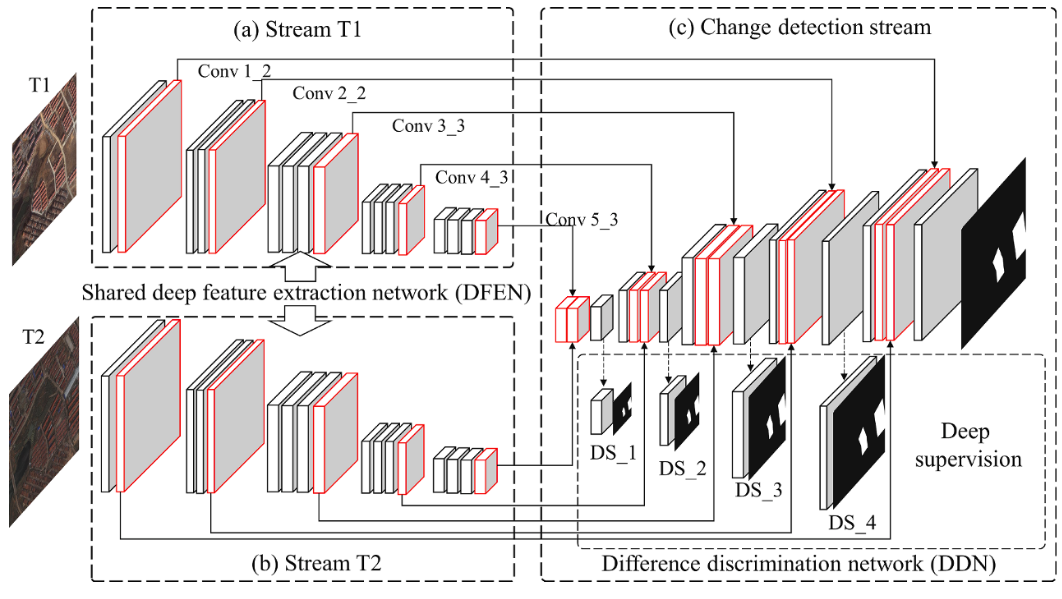 (a) Stream T1
(c) Change detection stream
T1
Conv 1_2
Conv 2_2
Conv 3_3
Conv 4_3
Conv 5_3
Shared deep feature extraction network (DFEN)
T2
DS_1
DS_2
DS_3
DS_4
Deep
supervision
(b) Stream T2
Difference discrimination network (DDN)